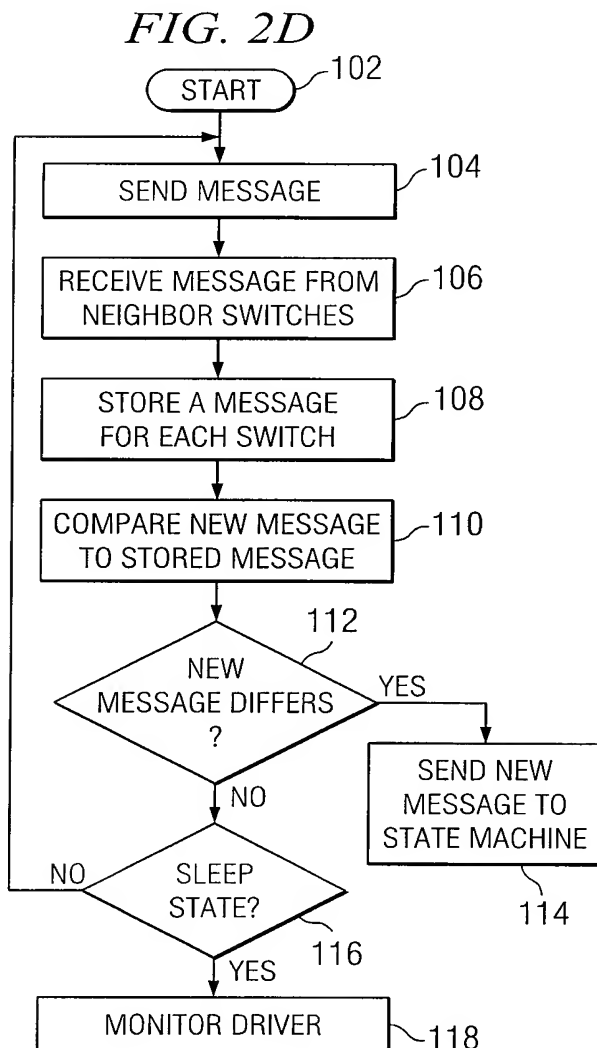 FIG. 2D
START
102
SEND MESSAGE
104
RECEIVE MESSAGE FROM
NEIGHBOR SWITCHES
106
STORE A MESSAGE
FOR EACH SWITCH
108
COMPARE NEW MESSAGE
TO STORED MESSAGE
110
112
NEW
MESSAGE DIFFERS
?
YES
NO
SEND NEW
MESSAGE TO
STATE MACHINE
114
NO
SLEEP
STATE?
116
YES
MONITOR DRIVER
118